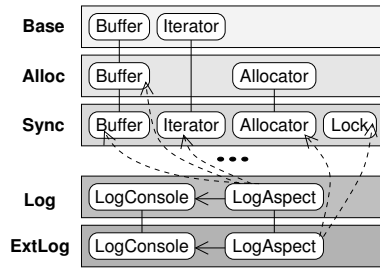 Base Buffer Iterator
Alloc Buffer Allocator
Sync Buffer Iterator Allocator Lock
•••
Log LogConsole LogAspect
ExtLog LogConsole LogAspect